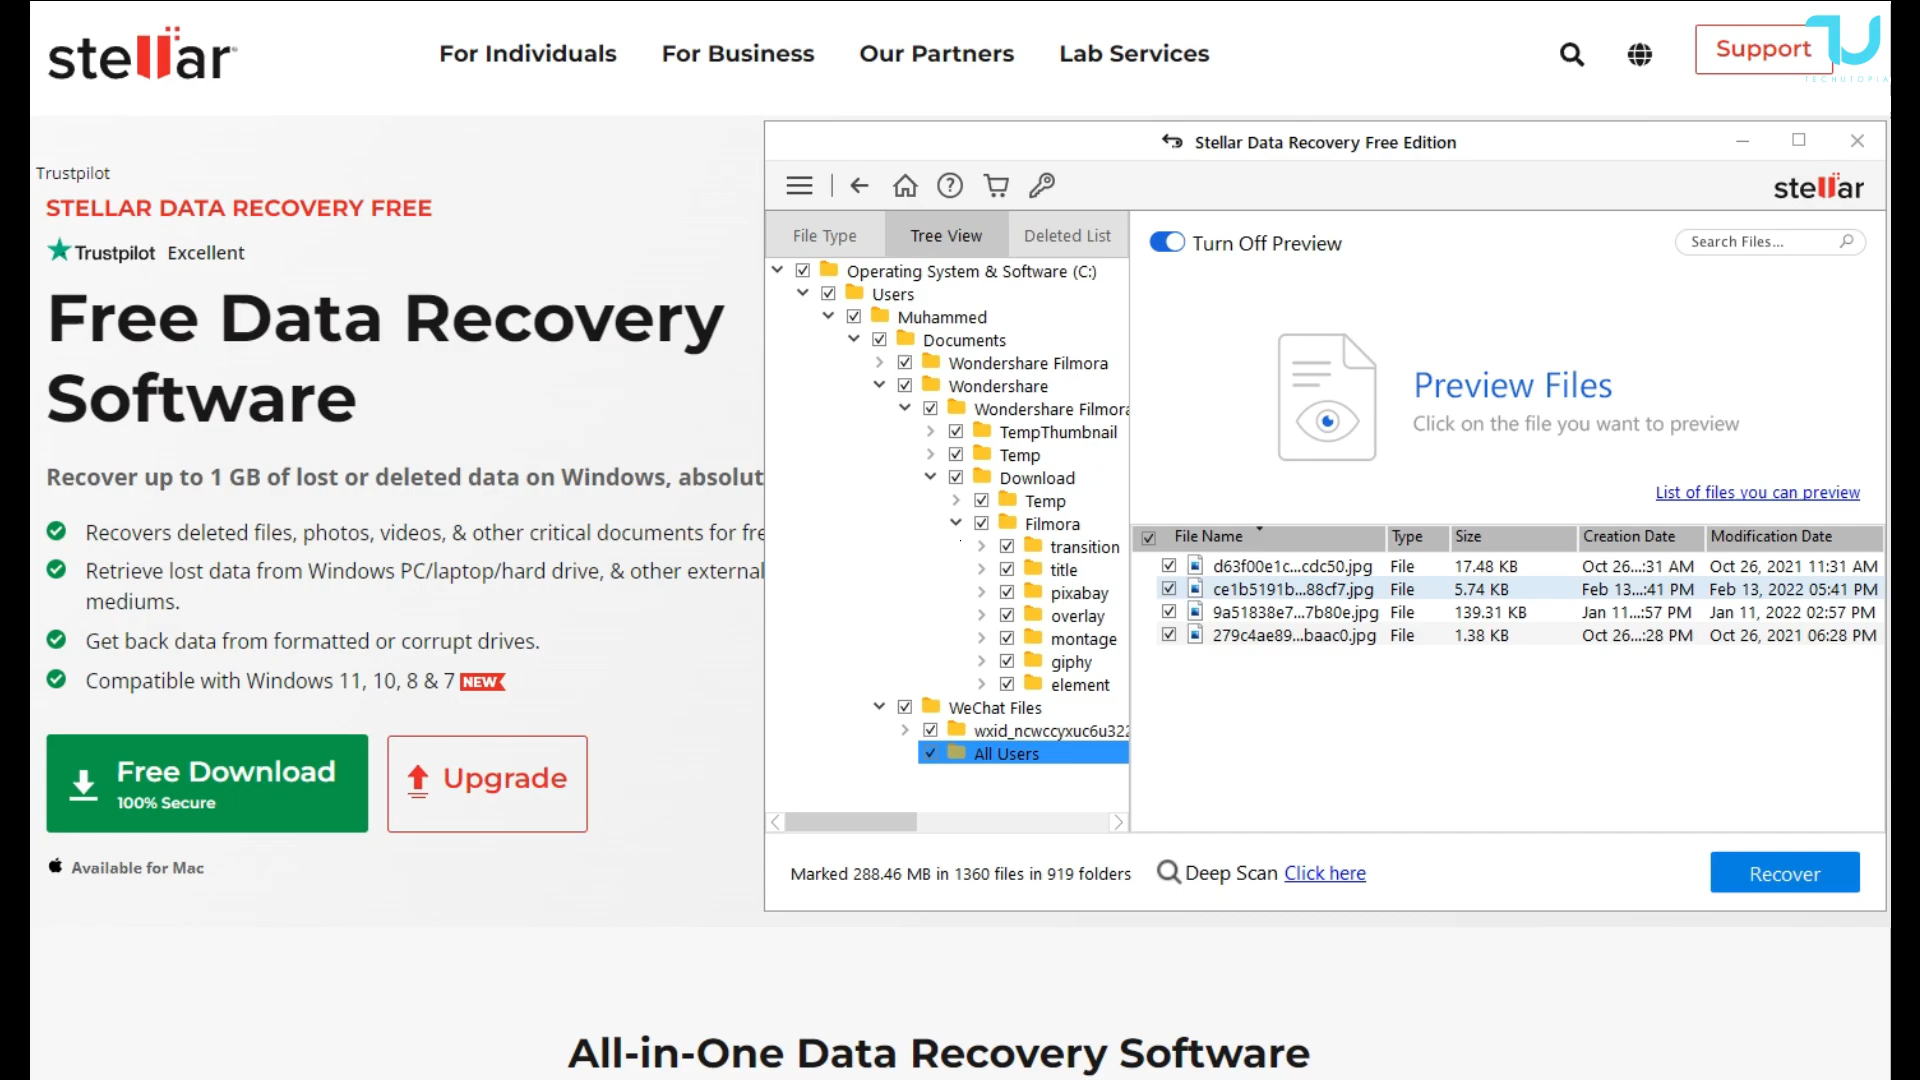 stellar
For Individuals
For Business
Our Partners
Lab Services
Support
TECHUTOPIA
Trustpilot
STELLAR DATA RECOVERY FREE
Trustpilot Excellent
Free Data Recovery
Software
Recover up to 1 GB of lost or deleted data on Windows, absolut
Recovers deleted files, photos, videos, & other critical documents for fre
Retrieve lost data from Windows PC/laptop/hard drive, & other external
mediums.
Get back data from formatted or corrupt drives.
Compatible with Windows 11, 10, 8 & 7 NEW
Free Download
100% Secure
Upgrade
Available for Mac
Stellar Data Recovery Free Edition
stellar
File Type
Tree View
Deleted List
Operating System & Software (C:)
Users
Muhammed
Documents
Wondershare Filmora
Wondershare
Wondershare Filmora
TempThumbnail
Temp
Download
Temp
Filmora
transition
title
pixabay
overlay
montage
giphy
element
WeChat Files
wxid_ncwccyxuc6u322
All Users
Turn Off Preview
Search Files...
Preview Files
Click on the file you want to preview
List of files you can preview
File Name Type Size Creation Date Modification Date
d63f00e1c...cdc50.jpg File 17.48 KB Oct 26...:31 AM Oct 26, 2021 11:31 AM
ce1b5191b...88cf7.jpg File 5.74 KB Feb 13...:41 PM Feb 13, 2022 05:41 PM
9a51838e7...7b80e.jpg File 139.31 KB Jan 11...:57 PM Jan 11, 2022 02:57 PM
279c4ae89...baac0.jpg File 1.38 KB Oct 26...:28 PM Oct 26, 2021 06:28 PM
Marked 288.46 MB in 1360 files in 919 folders
Deep Scan Click here
Recover
All-in-One Data Recovery Software